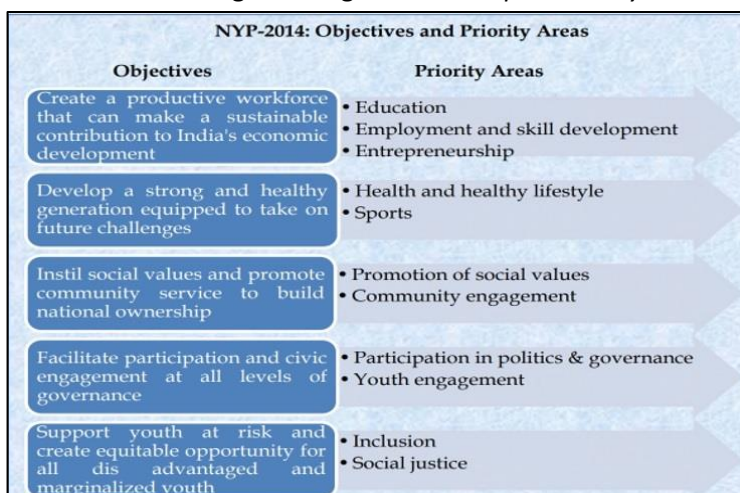 NYP-2014: Objectives and Priority Areas
Objectives
Priority Areas
Create a productive workforce
that can make a sustainable
contribution to India's economic
development
• Education
• Employment and skill development
• Entrepreneurship
Develop a strong and healthy
generation equipped to take on
future challenges
• Health and healthy lifestyle
• Sports
Instil social values and promote
community service to build
national ownership
• Promotion of social values
• Community engagement
Facilitate participation and civic
engagement at all levels of
governance
• Participation in politics & governance
• Youth engagement
Support youth at risk and
create equitable opportunity for
all dis advantaged and
marginalized youth
• Inclusion
• Social justice